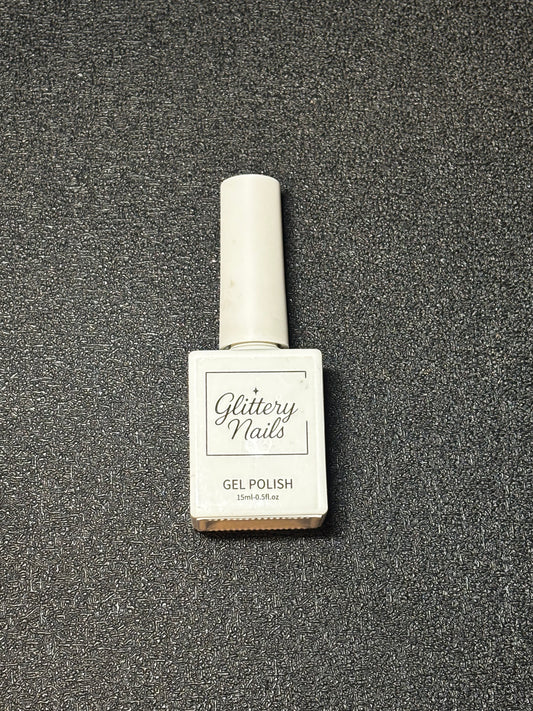 Glittery
Nails
GEL POLISH
15ml-0.5fl.oz